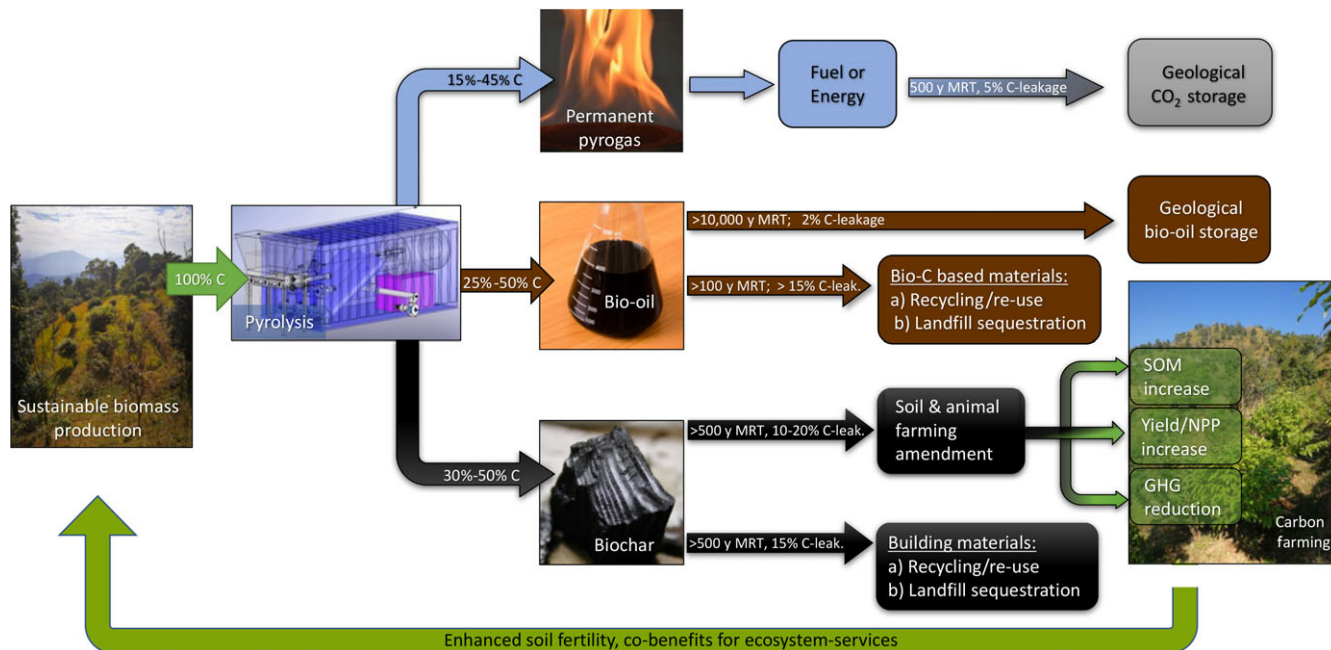 15%-45% C
Permanent
pyrogas
Fuel or
Energy
500 y MRT, 5% C-leakage
Geological
CO₂ storage
Sustainable biomass
production
100% C
Pyrolysis
25%-50% C
Bio-oil
>10,000 y MRT; 2% C-leakage
Geological
bio-oil storage
>100 y MRT; > 15% C-leak.
Bio-C based materials:
a) Recycling/re-use
b) Landfill sequestration
30%-50% C
Biochar
>500 y MRT, 10-20% C-leak.
Soil & animal
farming
amendment
SOM
increase
Yield/NPP
increase
GHG
reduction
Carbon
farming
>500 y MRT, 15% C-leak.
Building materials:
a) Recycling/re-use
b) Landfill sequestration
Enhanced soil fertility, co-benefits for ecosystem-services